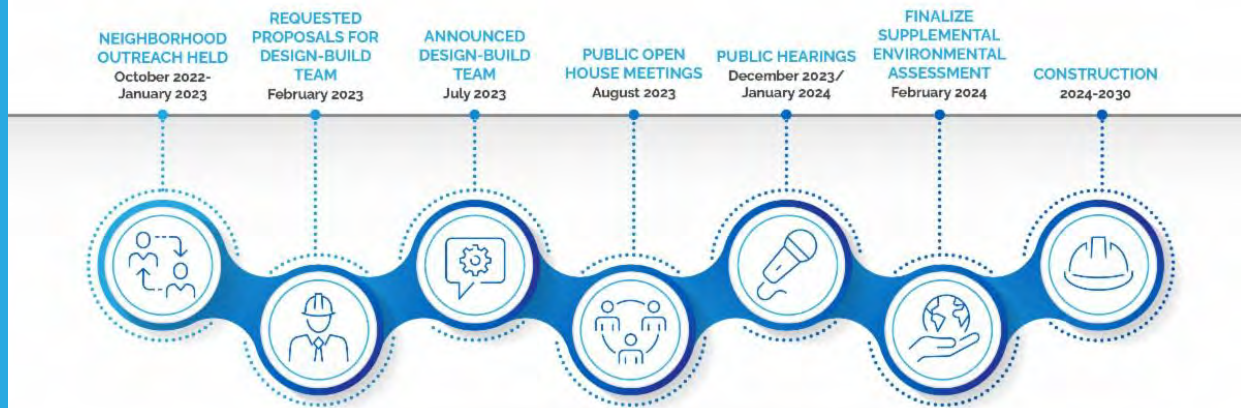 NEIGHBORHOOD
OUTREACH HELD
October 2022-
January 2023
REQUESTED
PROPOSALS FOR
DESIGN-BUILD
TEAM
February 2023
ANNOUNCED
DESIGN-BUILD
TEAM
July 2023
PUBLIC OPEN
HOUSE MEETINGS
August 2023
PUBLIC HEARINGS
December 2023/
January 2024
FINALIZE
SUPPLEMENTAL
ENVIRONMENTAL
ASSESSMENT
February 2024
CONSTRUCTION
2024-2030